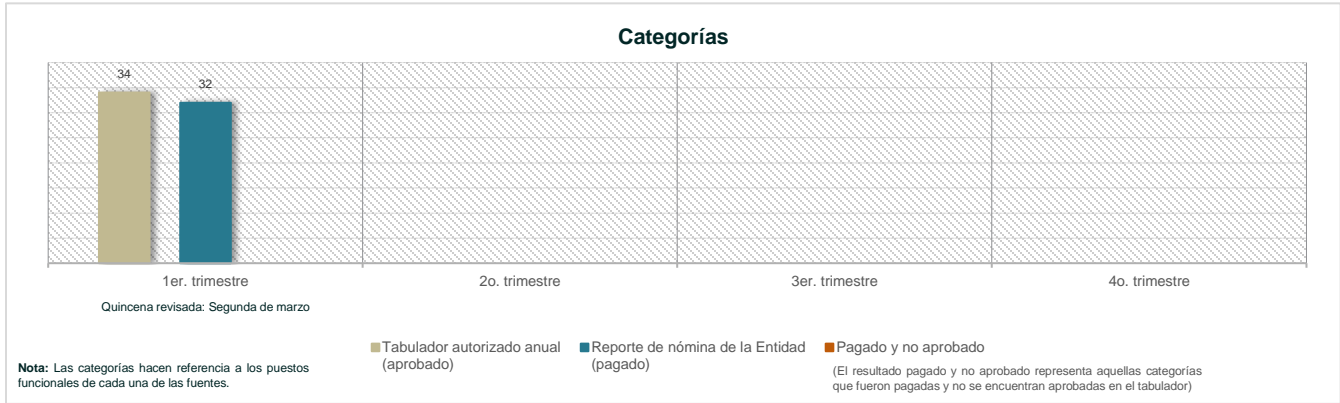 Categorías
34
32
1er. trimestre
2o. trimestre
3er. trimestre
4o. trimestre
Quincena revisada: Segunda de marzo
Tabulador autorizado anual
(aprobado)
Reporte de nómina de la Entidad
(pagado)
Pagado y no aprobado
(El resultado pagado y no aprobado representa aquellas categorías
que fueron pagadas y no se encuentran aprobadas en el tabulador)
Nota: Las categorías hacen referencia a los puestos
funcionales de cada una de las fuentes.